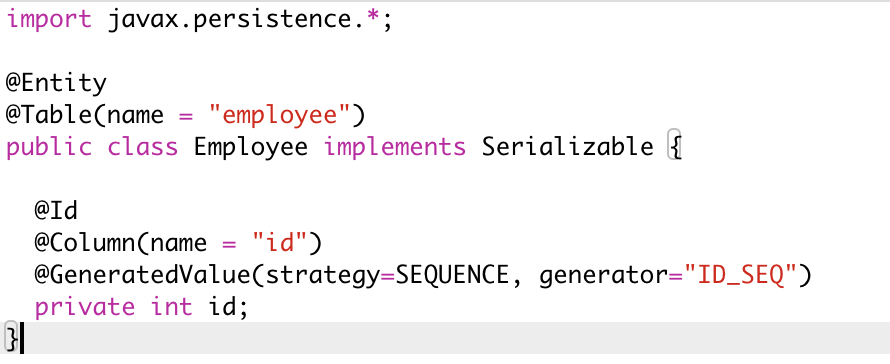 import javax.persistence.*;
@Entity
@Table(name = "employee")
public class Employee implements Serializable {
@Id
@Column(name = "id")
@GeneratedValue(strategy=SEQUENCE, generator="ID_SEQ")
private int id;
}